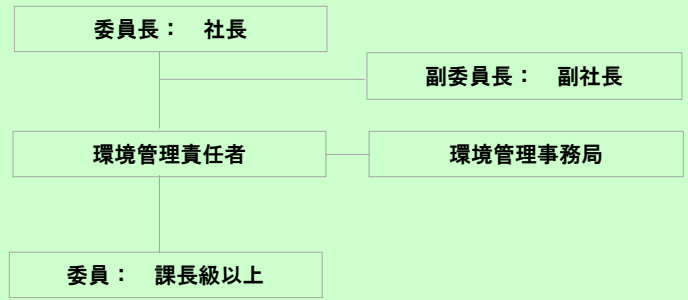 委員長： 社長
副委員長： 副社長
環境管理責任者
環境管理事務局
委員： 課長級以上